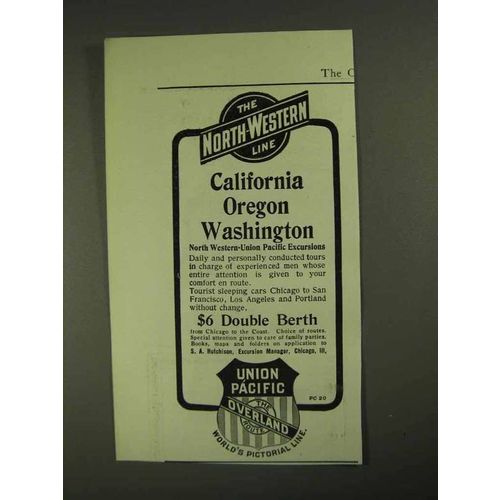 The
THE
NORTH-WESTERN
LINE
California
Oregon
Washington
North Western-Union Pacific Excursions
Daily and personally conducted tours
in charge of experienced men whose
entire attention is given to your
comfort en route.
Tourist sleeping cars Chicago to San
Francisco, Los Angeles and Portland
without change.
$6 Double Berth
from Chicago to the Coast. Choice of routes.
Special attention given to care of family parties.
Books, maps and folders on application to
S. A. Hutchison, Excursion Manager, Chicago, Ill,
UNION
PACIFIC
THE
OVERLAND
ROUTE
WORLD'S PICTORIAL LINE.
PC 20